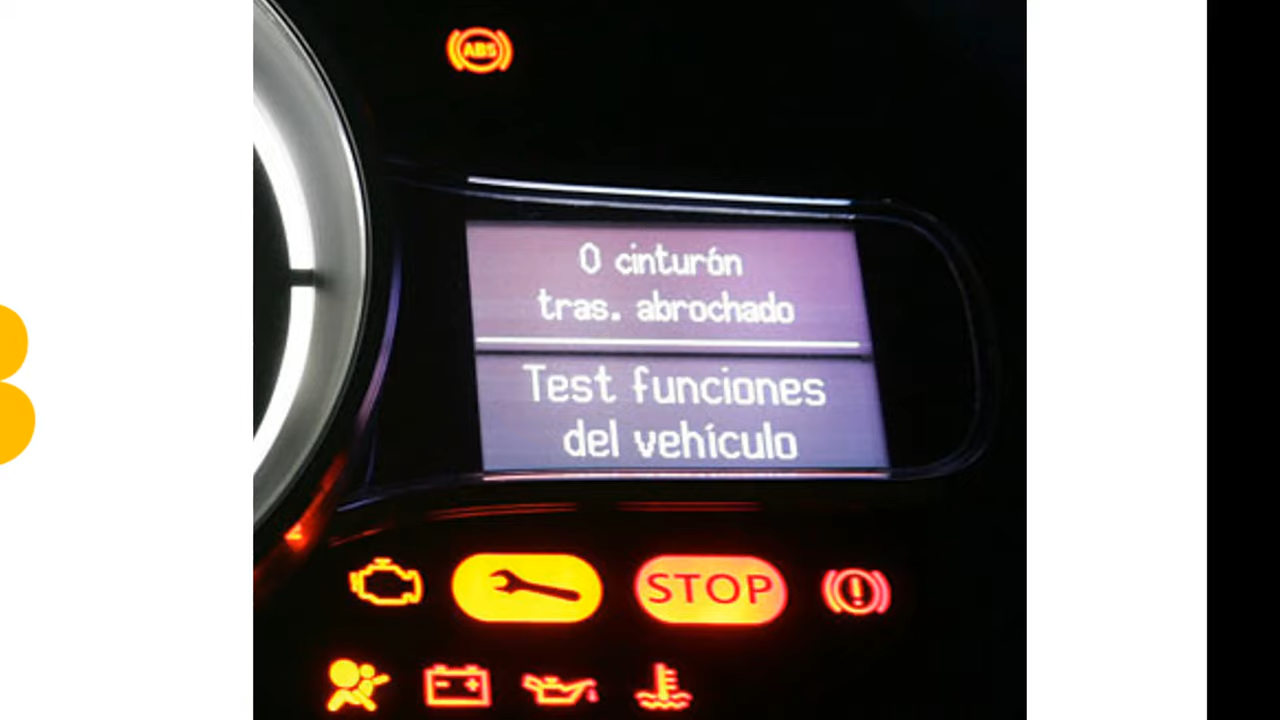 ABS
0 cinturón
tras. abrochado
Test funciones
del vehículo
STOP